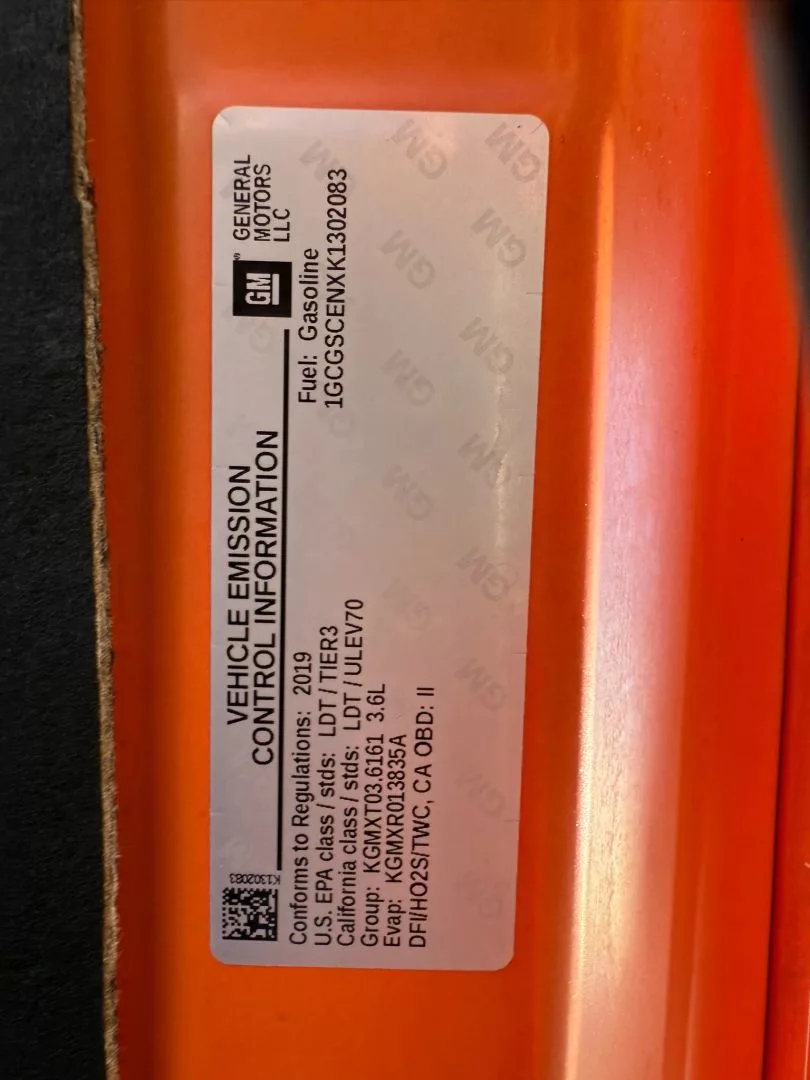 VEHICLE EMISSION
CONTROL INFORMATION
GM
GENERAL
MOTORS
LLC
K1302083
Conforms to Regulations: 2019
U.S. EPA class / stds: LDT / TIER3
California class / stds: LDT / ULEV70
Group: KGMXT03.6161 3.6L
Evap: KGMXR013835A
DFI/HO2S/TWC, CA OBD: II
Fuel: Gasoline
1GCGSCENXK1302083